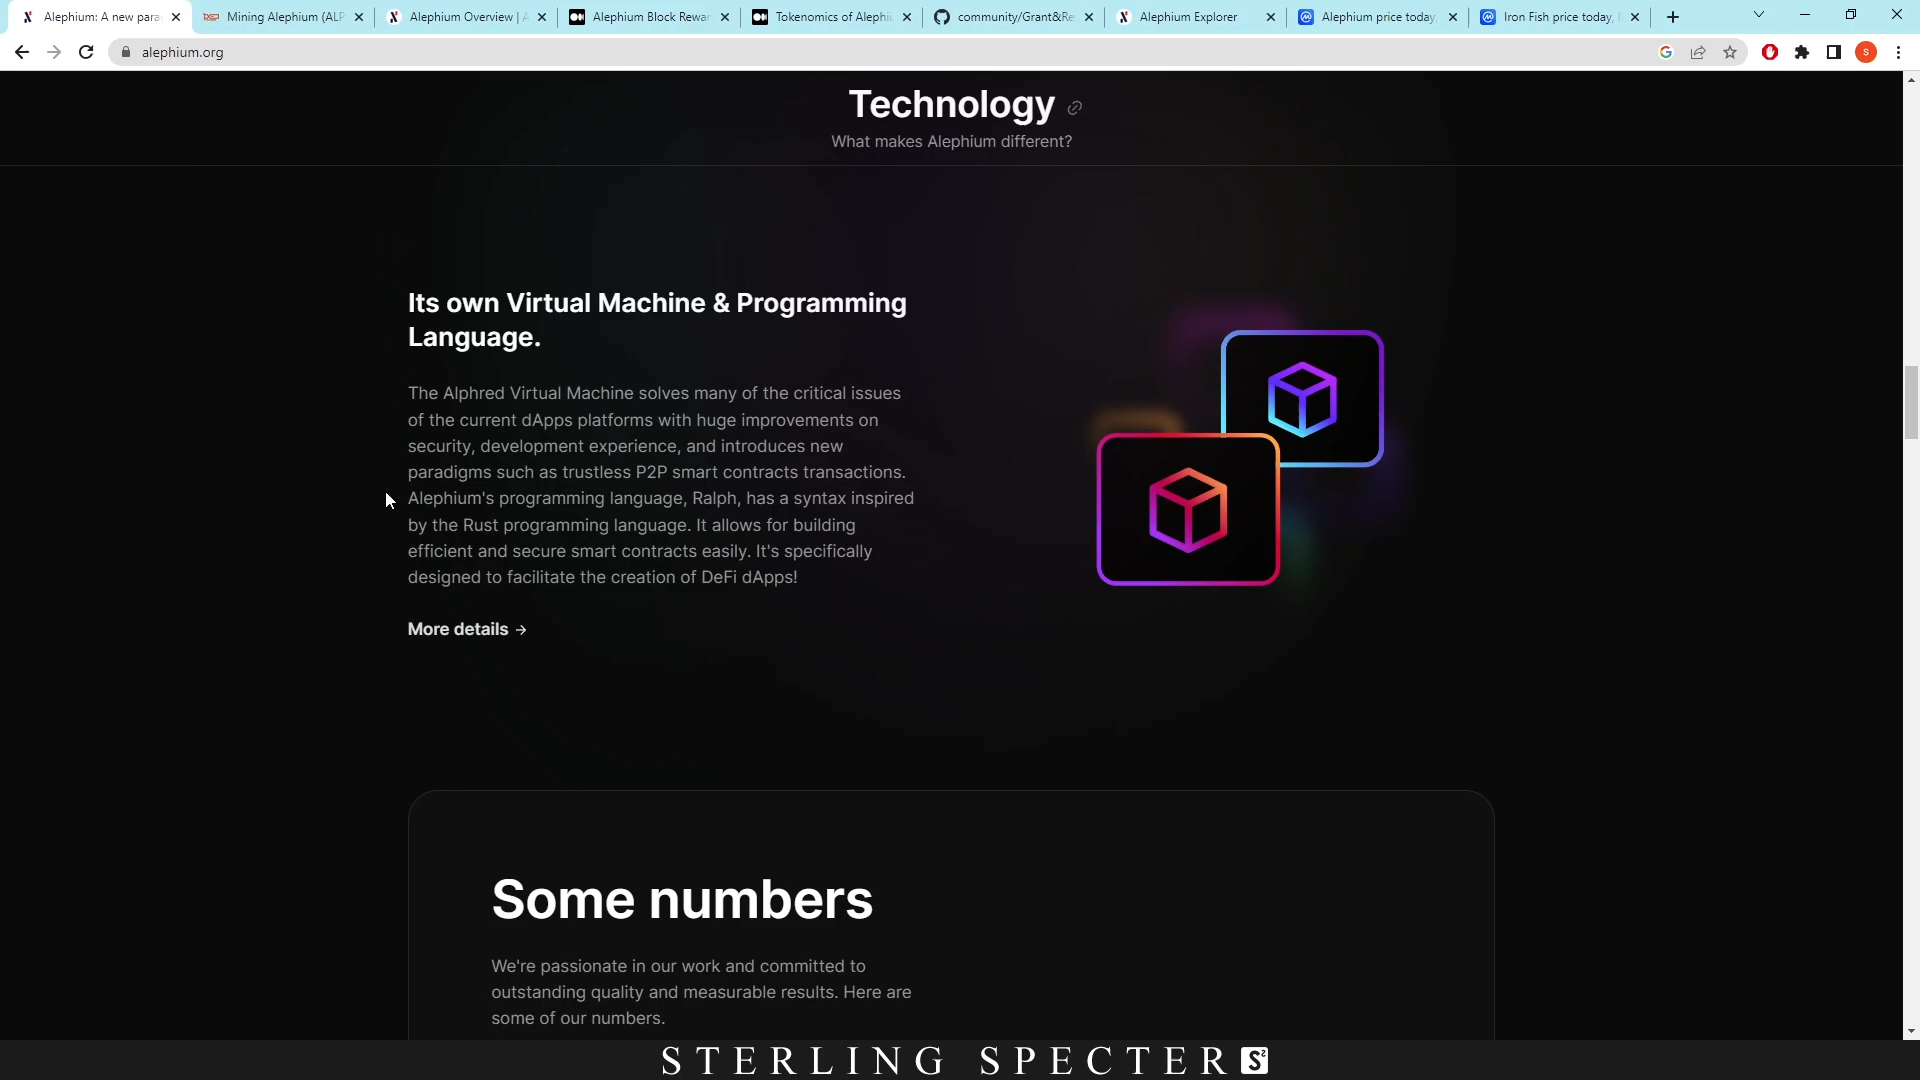 Alephium: A new para
Mining Alephium (ALP
Alephium Overview | A
Alephium Block Rewar
Tokenomics of Alephi
community/Grant&Re
Alephium Explorer
Alephium price today,
Iron Fish price today,
alephium.org
S
Technology
What makes Alephium different?
Its own Virtual Machine & Programming
Language.
The Alphred Virtual Machine solves many of the critical issues
of the current dApps platforms with huge improvements on
security, development experience, and introduces new
paradigms such as trustless P2P smart contracts transactions.
Alephium's programming language, Ralph, has a syntax inspired
by the Rust programming language. It allows for building
efficient and secure smart contracts easily. It's specifically
designed to facilitate the creation of DeFi dApps!
More details →
Some numbers
We're passionate in our work and committed to
outstanding quality and measurable results. Here are
some of our numbers.
STERLING SPECTER S²